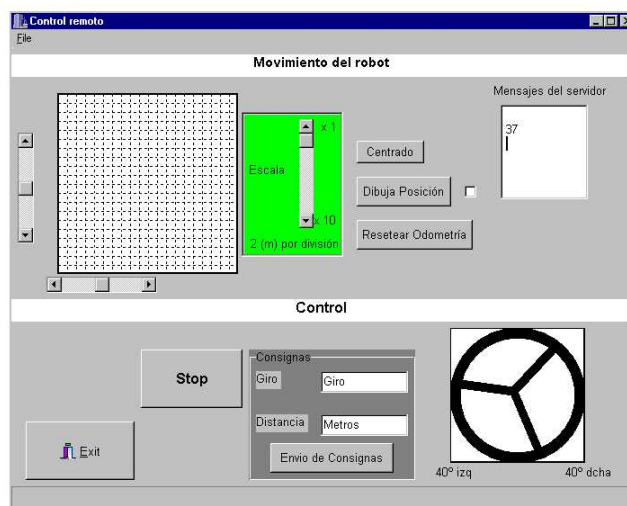 Control remoto
File
Movimiento del robot
Mensajes del servidor
37
x 1
Escala
x 10
2 (m) por división
Centrado
Dibuja Posición
Resetear Odometría
Control
Stop
Consignas
Giro
Giro
Distancia
Metros
Envio de Consignas
Exit
40º izq
40º dcha